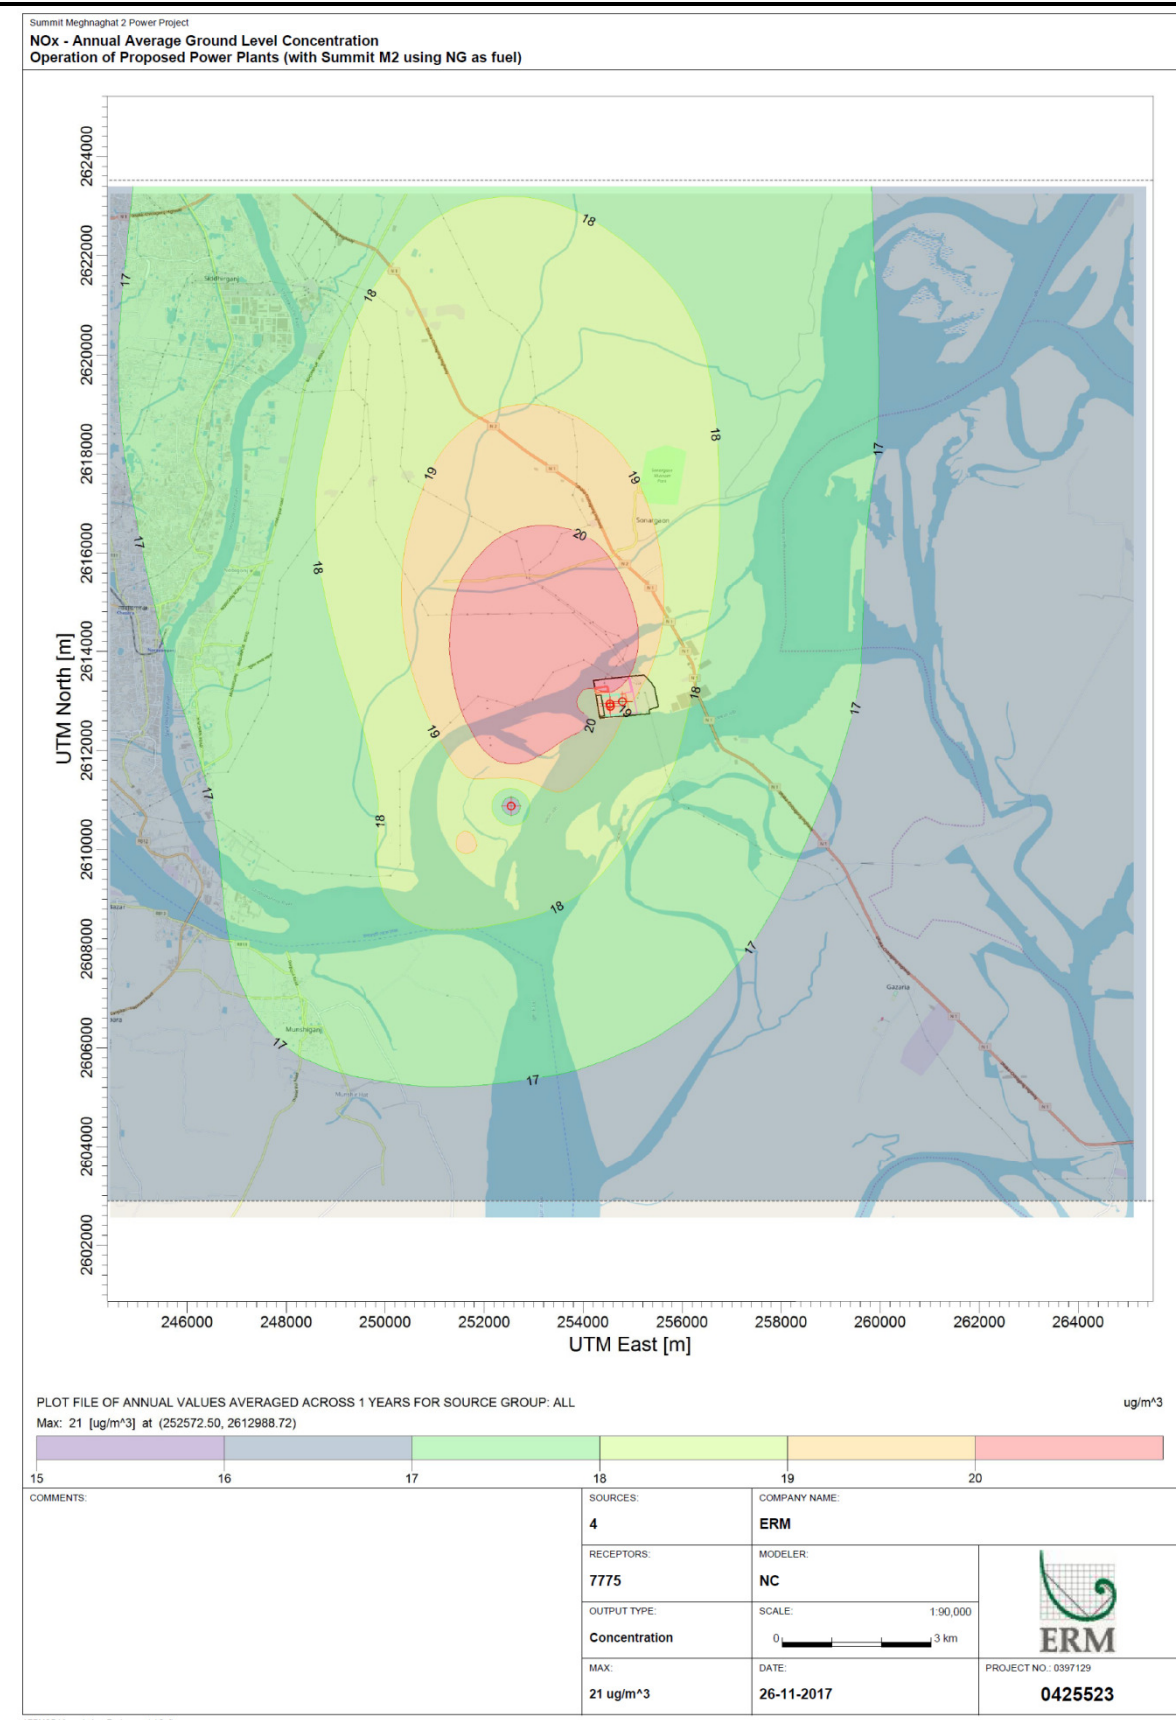 Summit Meghnaghat 2 Power Project
NOx - Annual Average Ground Level Concentration
Operation of Proposed Power Plants (with Summit M2 using NG as fuel)
2624000
2622000
2620000
2618000
2616000
2614000
2612000
2610000
2608000
2606000
2604000
2602000
UTM North [m]
18
17
18
18
17
19
19
20
Sonargaon
17
18
18
20
19
17
19
17
18
18
17
Gazaria
Munshiganj
17
17
246000 248000 250000 252000 254000 256000 258000 260000 262000 264000
UTM East [m]
PLOT FILE OF ANNUAL VALUES AVERAGED ACROSS 1 YEARS FOR SOURCE GROUP: ALL
ug/m^3
Max: 21 [ug/m^3] at (252572.50, 2612988.72)
15 16 17 18 19 20
COMMENTS:
SOURCES:
4
COMPANY NAME:
ERM
RECEPTORS:
7775
MODELER:
NC
OUTPUT TYPE:
Concentration
SCALE:
1:90,000
0 3 km
MAX:
21 ug/m^3
DATE:
26-11-2017
ERM
PROJECT NO.: 0397129
0425523